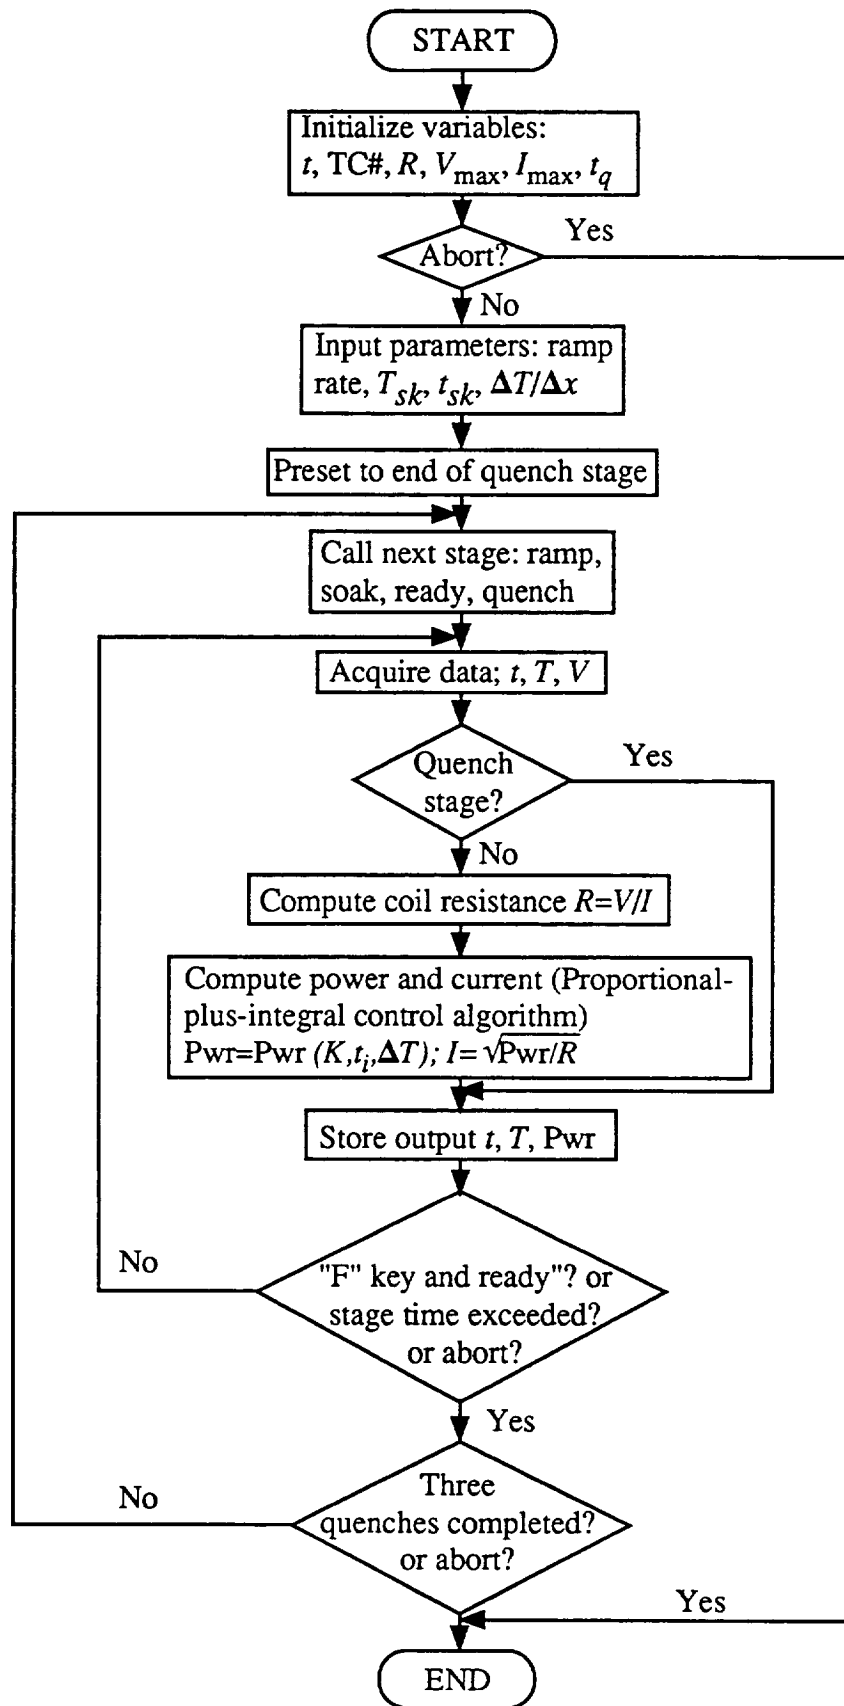 START
Initialize variables:
t, TC#, R, Vmax, Imax, tq
Yes
Abort?
No
Input parameters: ramp
rate, Tsk, tsk, ΔT/Δx
Preset to end of quench stage
Call next stage: ramp,
soak, ready, quench
Acquire data; t, T, V
Quench
stage?
Yes
No
Compute coil resistance R=V/I
Compute power and current (Proportional-
plus-integral control algorithm)
Pwr=Pwr (K,ti,ΔT); I=√Pwr/R
Store output t, T, Pwr
No
"F" key and ready"? or
stage time exceeded?
or abort?
Yes
No
Three
quenches completed?
or abort?
Yes
END